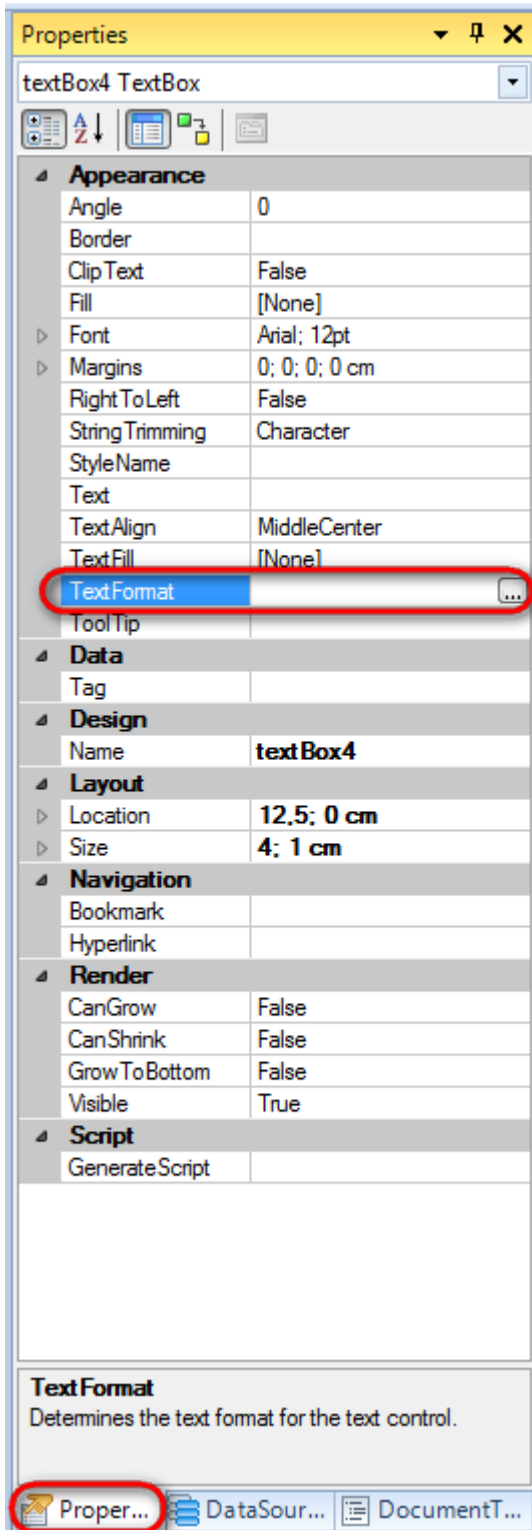 Properties
textBox4 TextBox
Appearance
Angle 0
Border
ClipText False
Fill [None]
Font Arial; 12pt
Margins 0; 0; 0; 0 cm
RightToLeft False
StringTrimming Character
StyleName
Text
TextAlign MiddleCenter
TextFill [None]
TextFormat ...
ToolTip
Data
Tag
Design
Name textBox4
Layout
Location 12,5; 0 cm
Size 4; 1 cm
Navigation
Bookmark
Hyperlink
Render
CanGrow False
CanShrink False
GrowToBottom False
Visible True
Script
GenerateScript
TextFormat
Determines the text format for the text control.
Proper... DataSour... DocumentT...